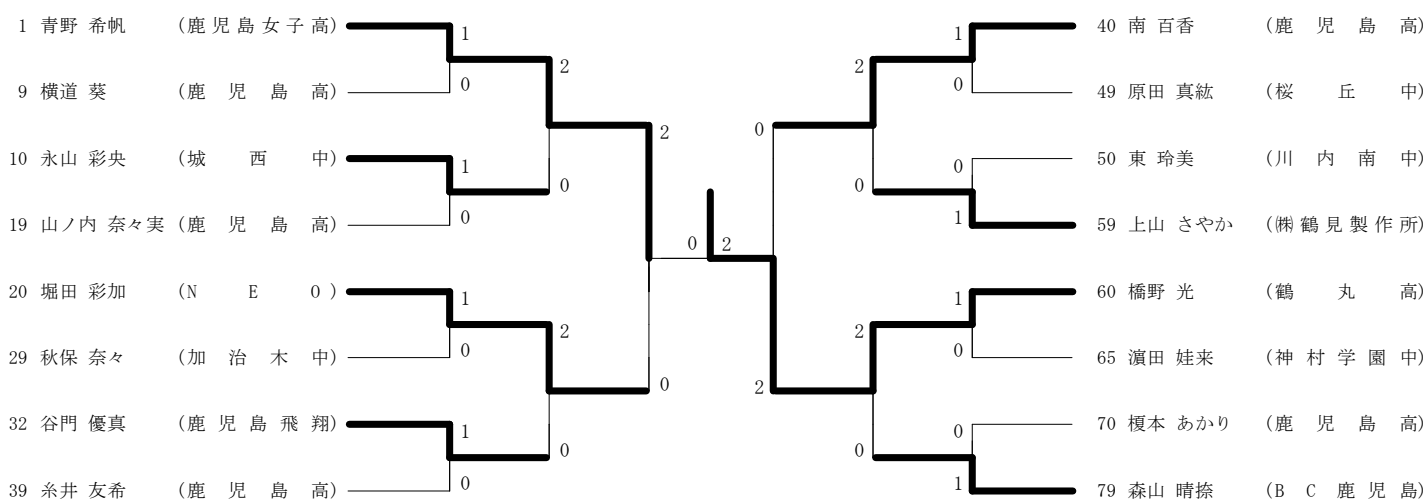 1 青野 希帆 (鹿児島女子高)
1
0
9 横道 葵 (鹿児島高)
2
10 永山 彩央 (城西中)
1
0
19 山ノ内 奈々実 (鹿児島高)
0
2
20 堀田 彩加 (NEO)
1
0
29 秋保 奈々 (加治木中)
2
32 谷門 優真 (鹿児島飛翔)
1
0
39 糸井 友希 (鹿児島高)
0
0
0
2
40 南 百香 (鹿児島高)
1
0
49 原田 真紘 (桜丘中)
2
50 東 玲美 (川内南中)
0
1
59 上山 さやか (㈱鶴見製作所)
0
0
60 橋野 光 (鶴丸高)
1
0
65 濵田 娃来 (神村学園中)
2
70 榎本 あかり (鹿児島高)
0
1
79 森山 晴捺 (BC鹿児島)
0
2